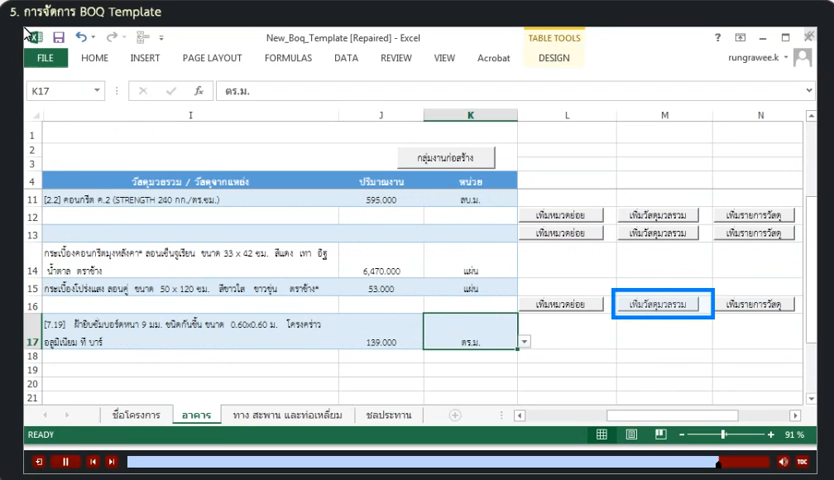 5. การจัดการ BOQ Template
New_Boq_Template [Repaired] - Excel
TABLE TOOLS
?
FILE HOME INSERT PAGE LAYOUT FORMULAS DATA REVIEW VIEW Acrobat DESIGN rungrawee.k
K17 fx ตร.ม.
I J K L M N
1
2
กลุ่มงานก่อสร้าง
3
4 วัสดุมวลรวม / วัสดุจากแหล่ง ปริมาณงาน หน่วย
11 [2.2] คอนกรีต ค.2 (STRENGTH 240 กก./ตร.ซม.) 595.000 ลบ.ม.
12 เพิ่มหมวดย่อย เพิ่มวัสดุมวลรวม เพิ่มรายการวัสดุ
13 เพิ่มหมวดย่อย เพิ่มวัสดุมวลรวม เพิ่มรายการวัสดุ
กระเบื้องคอนกรีตมุงหลังคา* ลอนเซ็นจูเรียน ขนาด 33 x 42 ซม. สีแดง เทา อิฐ
14 น้ำตาล ตราช้าง 6,470.000 แผ่น
15 กระเบื้องโปร่งแสง ลอนคู่ ขนาด 50 x 120 ซม. สีขาวใส ขาวขุ่น ตราช้าง* 53.000 แผ่น
16 เพิ่มหมวดย่อย เพิ่มวัสดุมวลรวม เพิ่มรายการวัสดุ
[7.19] ฝ้ายิบซั่มบอร์ดหนา 9 มม. ชนิดกันชื้น ขนาด 0.60x0.60 ม. โครงคร่าว
17 อลูมิเนียม ที บาร์ 139.000 ตร.ม.
18
19
20
21
ชื่อโครงการ อาคาร ทาง สะพาน และท่อเหลี่ยม ชลประทาน
READY 91 %
TOC